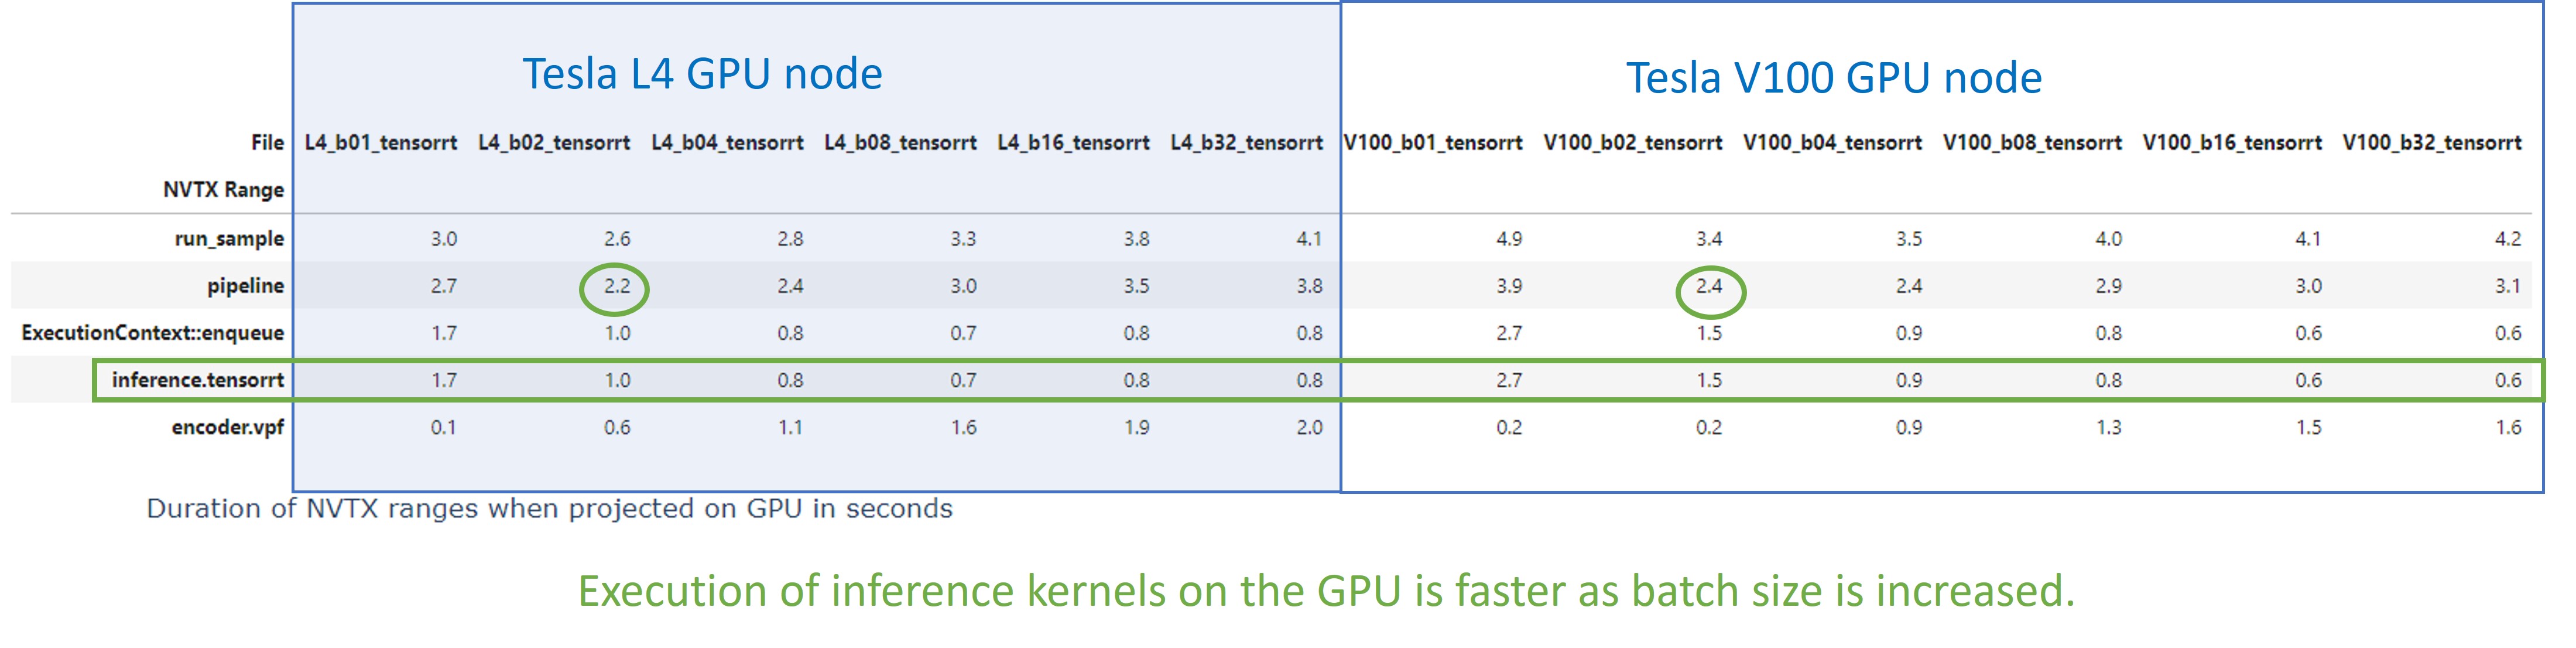 Tesla L4 GPU node Tesla V100 GPU node
File L4_b01_tensorrt L4_b02_tensorrt L4_b04_tensorrt L4_b08_tensorrt L4_b16_tensorrt L4_b32_tensorrt V100_b01_tensorrt V100_b02_tensorrt V100_b04_tensorrt V100_b08_tensorrt V100_b16_tensorrt V100_b32_tensorrt
NVTX Range
run_sample 3.0 2.6 2.8 3.3 3.8 4.1 4.9 3.4 3.5 4.0 4.1 4.2
pipeline 2.7 2.2 2.4 3.0 3.5 3.8 3.9 2.4 2.4 2.9 3.0 3.1
ExecutionContext::enqueue 1.7 1.0 0.8 0.7 0.8 0.8 2.7 1.5 0.9 0.8 0.6 0.6
inference.tensorrt 1.7 1.0 0.8 0.7 0.8 0.8 2.7 1.5 0.9 0.8 0.6 0.6
encoder.vpf 0.1 0.6 1.1 1.6 1.9 2.0 0.2 0.2 0.9 1.3 1.5 1.6
Duration of NVTX ranges when projected on GPU in seconds
Execution of inference kernels on the GPU is faster as batch size is increased.